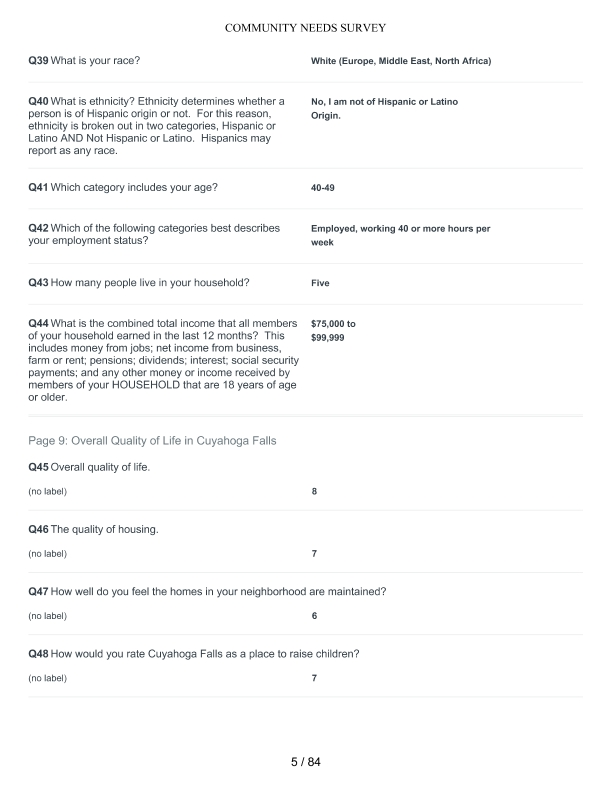 COMMUNITY NEEDS SURVEY
Q39 What is your race?
White (Europe, Middle East, North Africa)
Q40 What is ethnicity? Ethnicity determines whether a
person is of Hispanic origin or not.  For this reason,
ethnicity is broken out in two categories, Hispanic or
Latino AND Not Hispanic or Latino.  Hispanics may
report as any race.
No, I am not of Hispanic or Latino
Origin.
Q41 Which category includes your age?
40-49
Q42 Which of the following categories best describes
your employment status?
Employed, working 40 or more hours per
week
Q43 How many people live in your household?
Five
Q44 What is the combined total income that all members
of your household earned in the last 12 months?  This
includes money from jobs; net income from business,
farm or rent; pensions; dividends; interest; social security
payments; and any other money or income received by
members of your HOUSEHOLD that are 18 years of age
or older.
$75,000 to
$99,999
Page 9: Overall Quality of Life in Cuyahoga Falls
Q45 Overall quality of life.
(no label)
8
Q46 The quality of housing.
(no label)
7
Q47 How well do you feel the homes in your neighborhood are maintained?
(no label)
6
Q48 How would you rate Cuyahoga Falls as a place to raise children?
(no label)
7
5 / 84